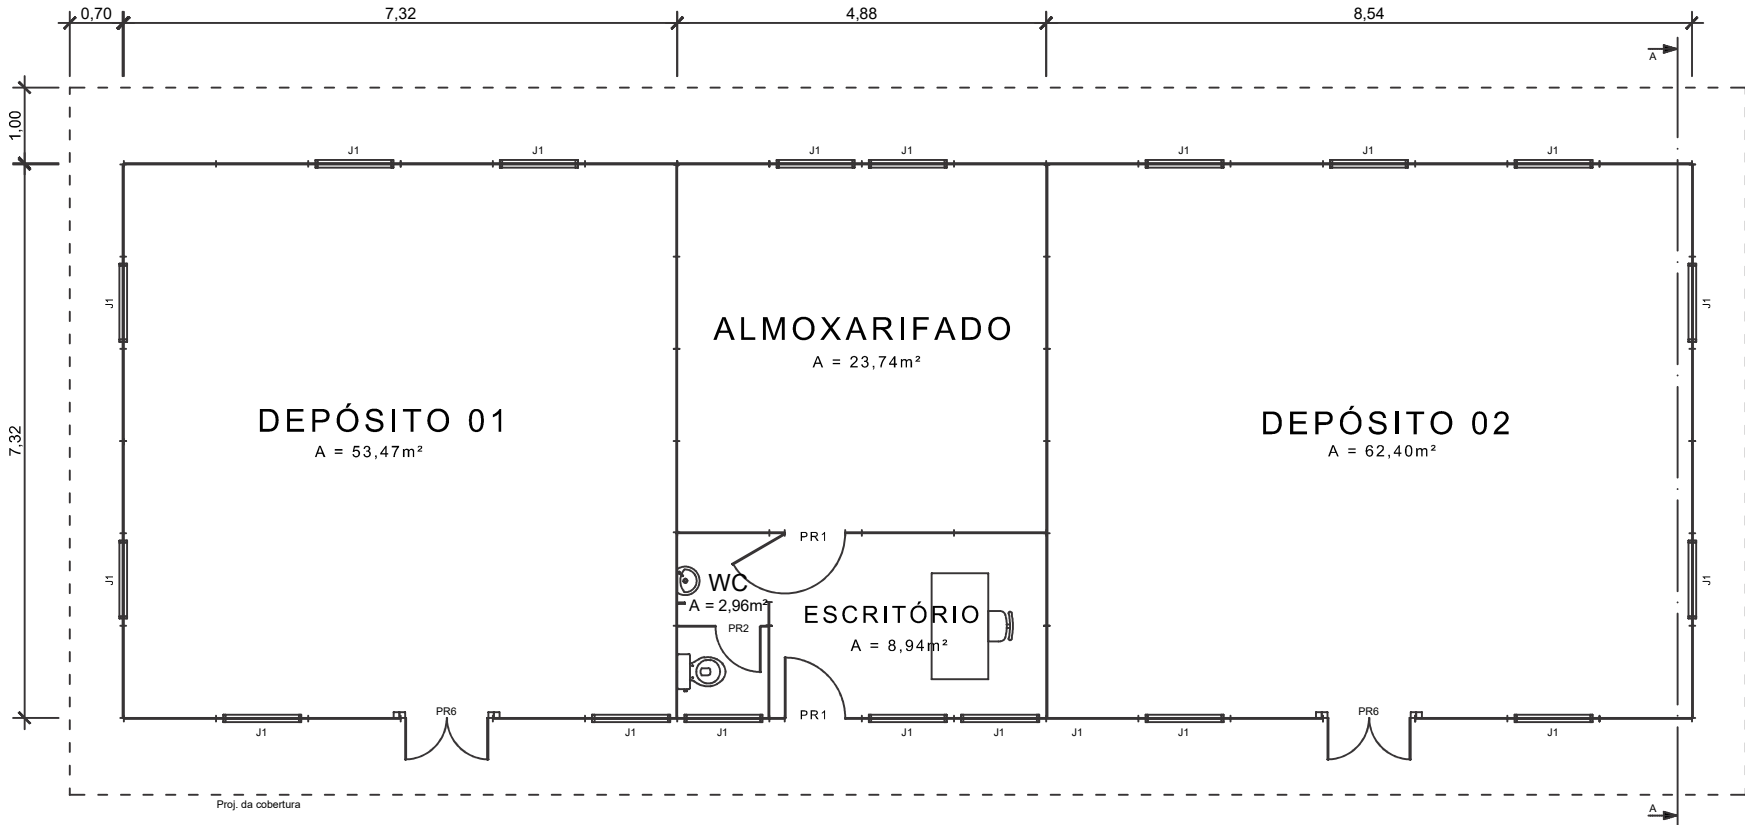 0,70
7,32
4,88
8,54
A
1,00
J1
J1
J1
J1
J1
J1
J1
J1
J1
ALMOXARIFADO
A = 23,74m²
DEPÓSITO 01
A = 53,47m²
DEPÓSITO 02
A = 62,40m²
7,32
PR1
J1
J1
WC
A = 2,96m²
ESCRITÓRIO
PR2
A = 8,94m²
PR6
PR1
PR6
J1
J1
J1
J1
J1
J1
J1
J1
Proj. da cobertura
A